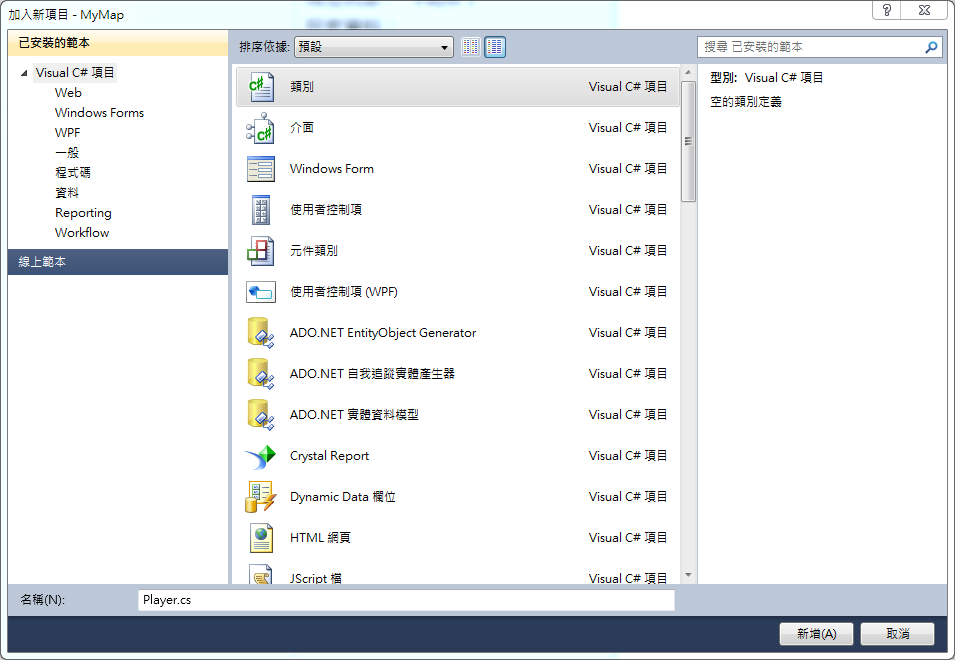 加入新項目 - MyMap
?
已安裝的範本
排序依據: 預設
搜尋 已安裝的範本
Visual C# 項目
Web
Windows Forms
WPF
一般
程式碼
資料
Reporting
Workflow
線上範本
類別 Visual C# 項目
介面 Visual C# 項目
Windows Form Visual C# 項目
使用者控制項 Visual C# 項目
元件類別 Visual C# 項目
使用者控制項 (WPF) Visual C# 項目
ADO.NET EntityObject Generator Visual C# 項目
ADO.NET 自我追蹤實體產生器 Visual C# 項目
ADO.NET 實體資料模型 Visual C# 項目
Crystal Report Visual C# 項目
Dynamic Data 欄位 Visual C# 項目
HTML 網頁 Visual C# 項目
JScript 檔 Visual C# 項目
型別: Visual C# 項目
空的類別定義
名稱(N): Player.cs
新增(A)
取消